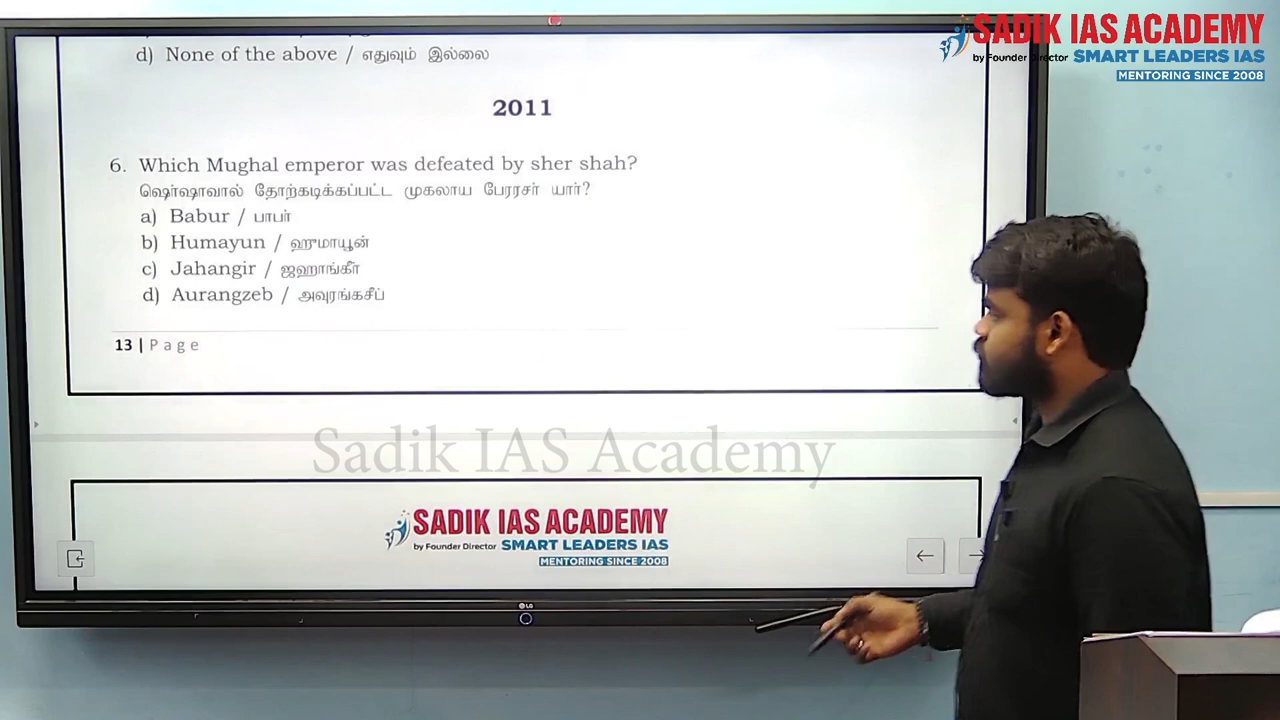 SADIK IAS ACADEMY
by Founder Director SMART LEADERS IAS
MENTORING SINCE 2008
d) None of the above / எதுவும் இல்லை
2011
6. Which Mughal emperor was defeated by sher shah?
ஷெர்ஷாவால் தோற்கடிக்கப்பட்ட முகலாய பேரரசர் யார்?
a) Babur / பாபர்
b) Humayun / ஹுமாயூன்
c) Jahangir / ஜஹாங்கீர்
d) Aurangzeb / அவுரங்கசீப்
13 | Page
Sadik IAS Academy
SADIK IAS ACADEMY
by Founder Director SMART LEADERS IAS
MENTORING SINCE 2008
LG